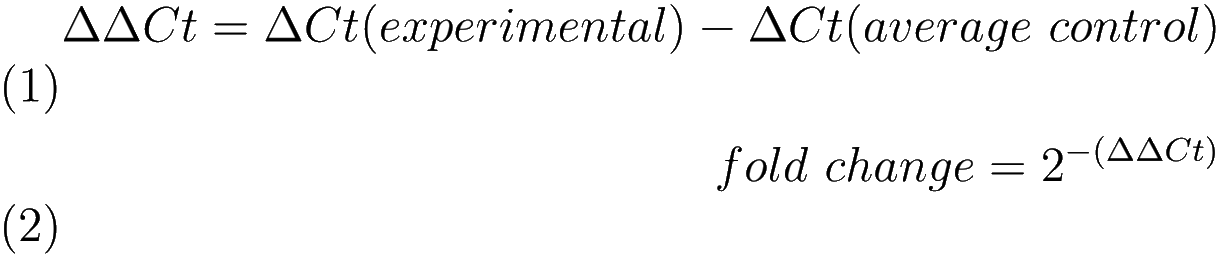 ΔΔCt = ΔCt(experimental) − ΔCt(average control)
(1)
fold change = 2^{−(ΔΔCt)}
(2)